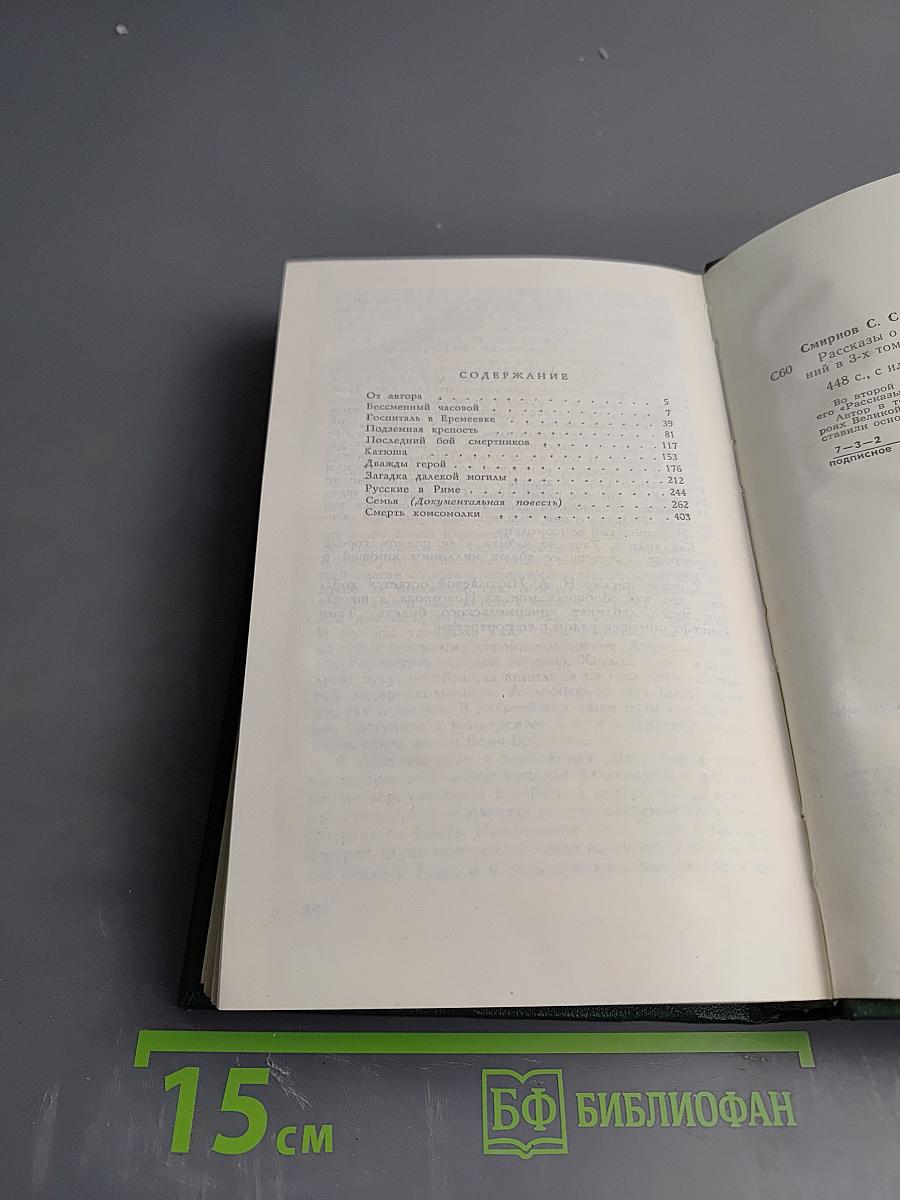 СОДЕРЖАНИЕ
От автора . . . . . . . . . . . . . . 5
Бессменный часовой . . . . . . . . . . . 7
Госпиталь в Еремеевке . . . . . . . . . . 39
Подземная крепость . . . . . . . . . . . 81
Последний бой смертников . . . . . . . . 117
Катюша . . . . . . . . . . . . . . 153
Дважды герой . . . . . . . . . . . . 176
Загадка далекой могилы . . . . . . . . . 212
Русские в Риме . . . . . . . . . . . . 244
Семья (Документальная повесть) . . . . . . 262
Смерть комсомолки . . . . . . . . . . 403
Смирнов С. С.
Рассказы о
С60
ний в 3-х том
448 с., с ил
Во второй
его «Рассказы
Автор в
роях Великой
ставили осно
7—3—2
подписное
15 см
БФ БИБЛИОФАН